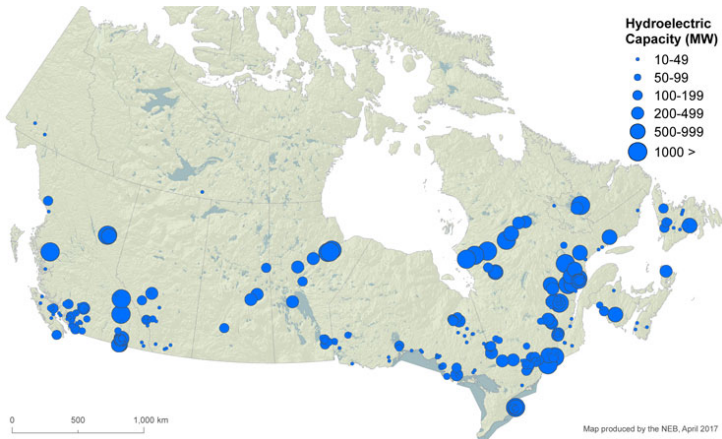 Hydroelectric
Capacity (MW)
10-49
50-99
100-199
200-499
500-999
1000 >
0 500 1,000 km
Map produced by the NEB, April 2017